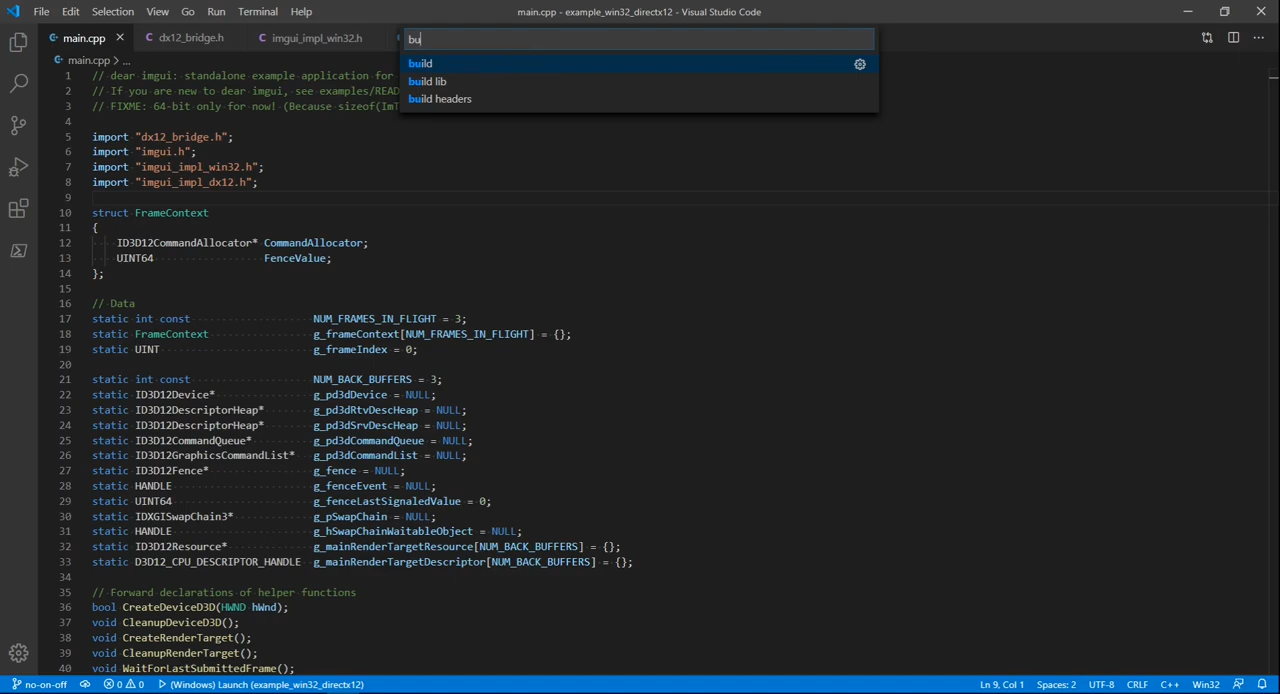 File Edit Selection View Go Run Terminal Help
main.cpp - example_win32_directx12 - Visual Studio Code
main.cpp
dx12_bridge.h
imgui_impl_win32.h
bu
build
build lib
build headers
main.cpp > ...
1 // dear imgui: standalone example application for
2 // If you are new to dear imgui, see examples/READ
3 // FIXME: 64-bit only for now! (Because sizeof(ImT
4
5 import "dx12_bridge.h";
6 import "imgui.h";
7 import "imgui_impl_win32.h";
8 import "imgui_impl_dx12.h";
9
10 struct FrameContext
11 {
12 ID3D12CommandAllocator* CommandAllocator;
13 UINT64 FenceValue;
14 };
15
16 // Data
17 static int const NUM_FRAMES_IN_FLIGHT = 3;
18 static FrameContext g_frameContext[NUM_FRAMES_IN_FLIGHT] = {};
19 static UINT g_frameIndex = 0;
20
21 static int const NUM_BACK_BUFFERS = 3;
22 static ID3D12Device* g_pd3dDevice = NULL;
23 static ID3D12DescriptorHeap* g_pd3dRtvDescHeap = NULL;
24 static ID3D12DescriptorHeap* g_pd3dSrvDescHeap = NULL;
25 static ID3D12CommandQueue* g_pd3dCommandQueue = NULL;
26 static ID3D12GraphicsCommandList* g_pd3dCommandList = NULL;
27 static ID3D12Fence* g_fence = NULL;
28 static HANDLE g_fenceEvent = NULL;
29 static UINT64 g_fenceLastSignaledValue = 0;
30 static IDXGISwapChain3* g_pSwapChain = NULL;
31 static HANDLE g_hSwapChainWaitableObject = NULL;
32 static ID3D12Resource* g_mainRenderTargetResource[NUM_BACK_BUFFERS] = {};
33 static D3D12_CPU_DESCRIPTOR_HANDLE g_mainRenderTargetDescriptor[NUM_BACK_BUFFERS] = {};
34
35 // Forward declarations of helper functions
36 bool CreateDeviceD3D(HWND hWnd);
37 void CleanupDeviceD3D();
38 void CreateRenderTarget();
39 void CleanupRenderTarget();
40 void WaitForLastSubmittedFrame();
no-on-off 0 0 (Windows) Launch (example_win32_directx12) Ln 9, Col 1 Spaces: 2 UTF-8 CRLF C++ Win32